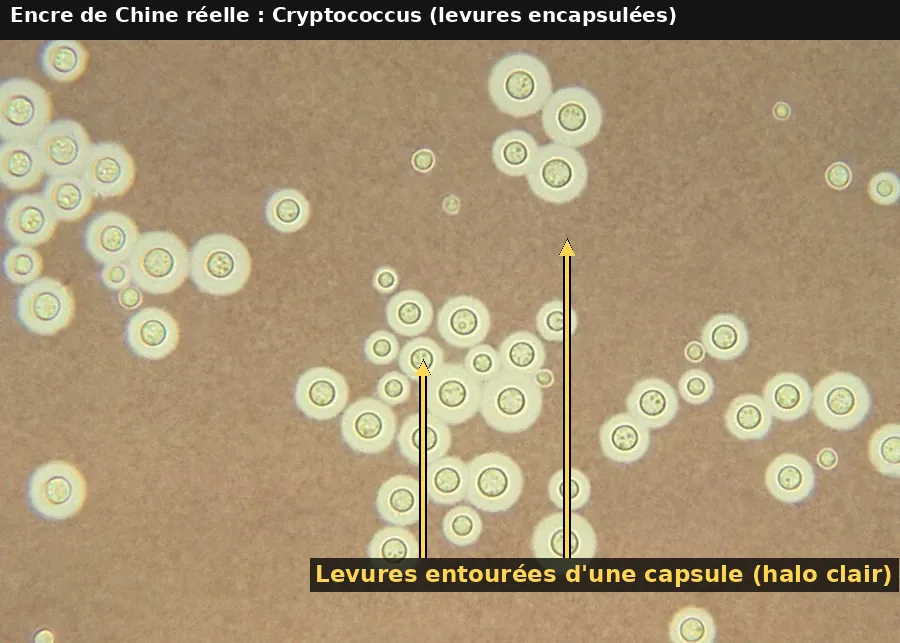 Encre de Chine réelle : Cryptococcus (levures encapsulées)
Levures entourées d'une capsule (halo clair)